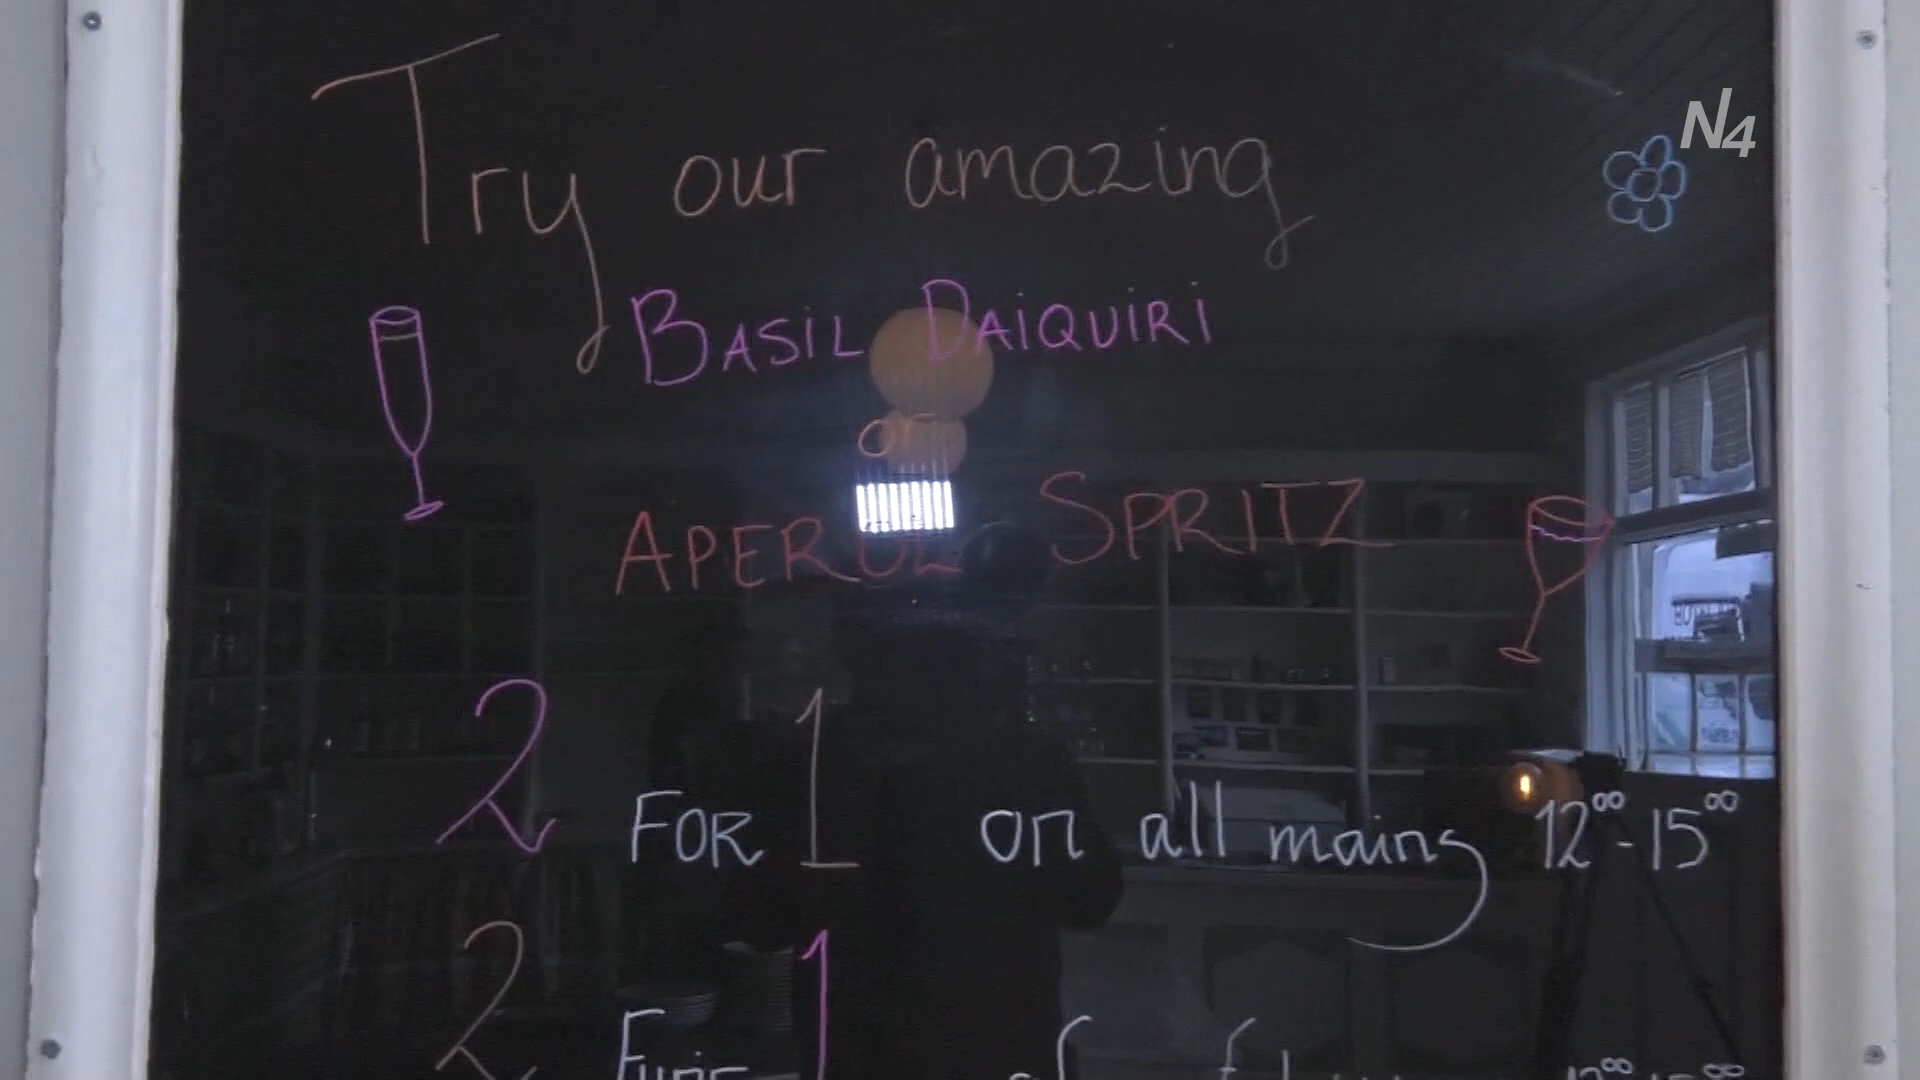 N4
Try our amazing
BASIL DAIQUIRI
or
APEROL SPRITZ
2 FOR 1 on all mains 12⁰⁰-15⁰⁰
2 1